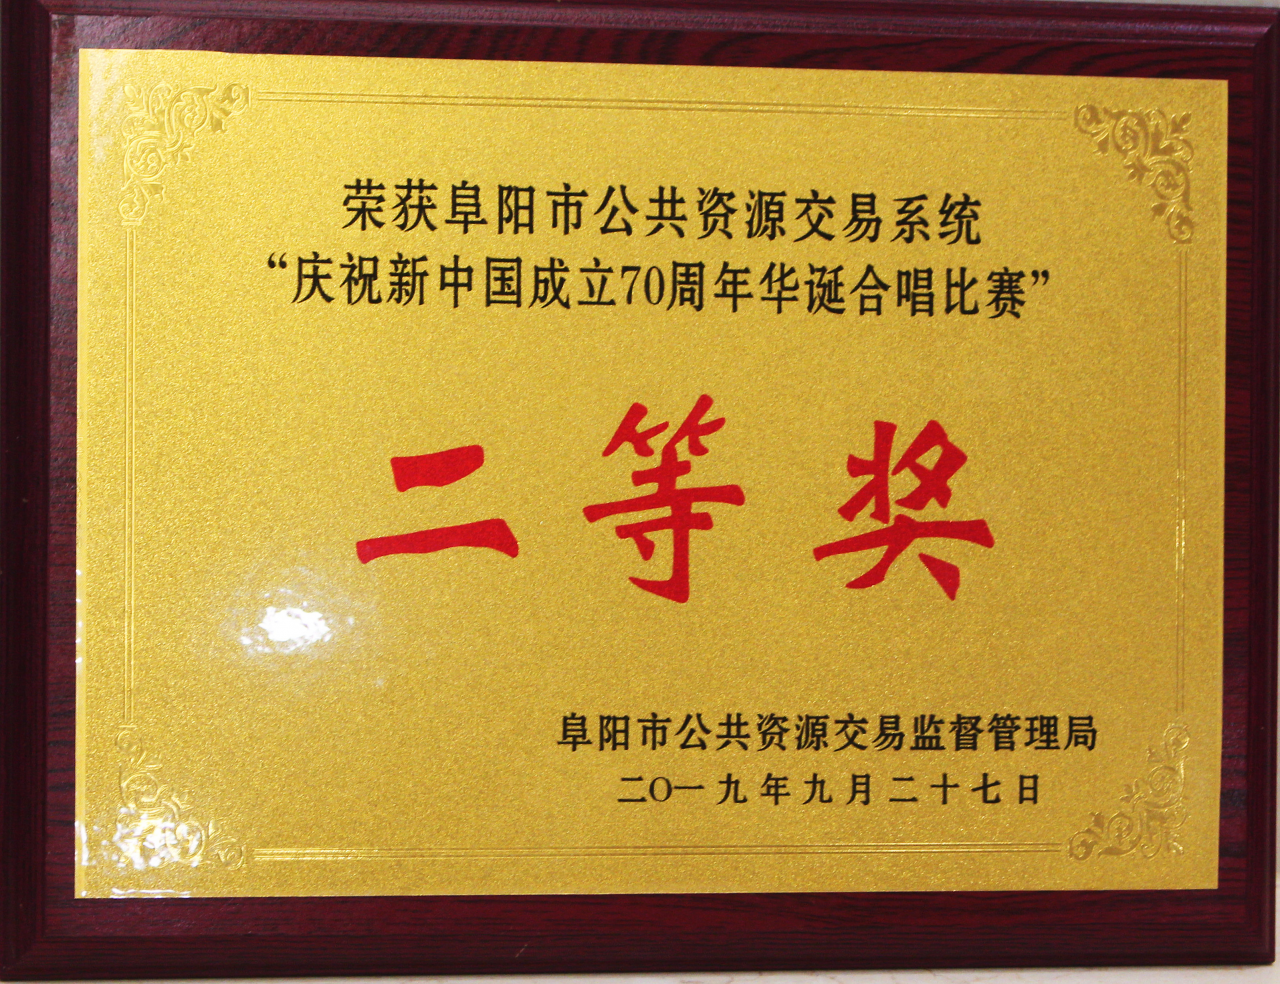 荣获阜阳市公共资源交易系统
“庆祝新中国成立70周年华诞合唱比赛”
二等奖
阜阳市公共资源交易监督管理局
二〇一九年九月二十七日